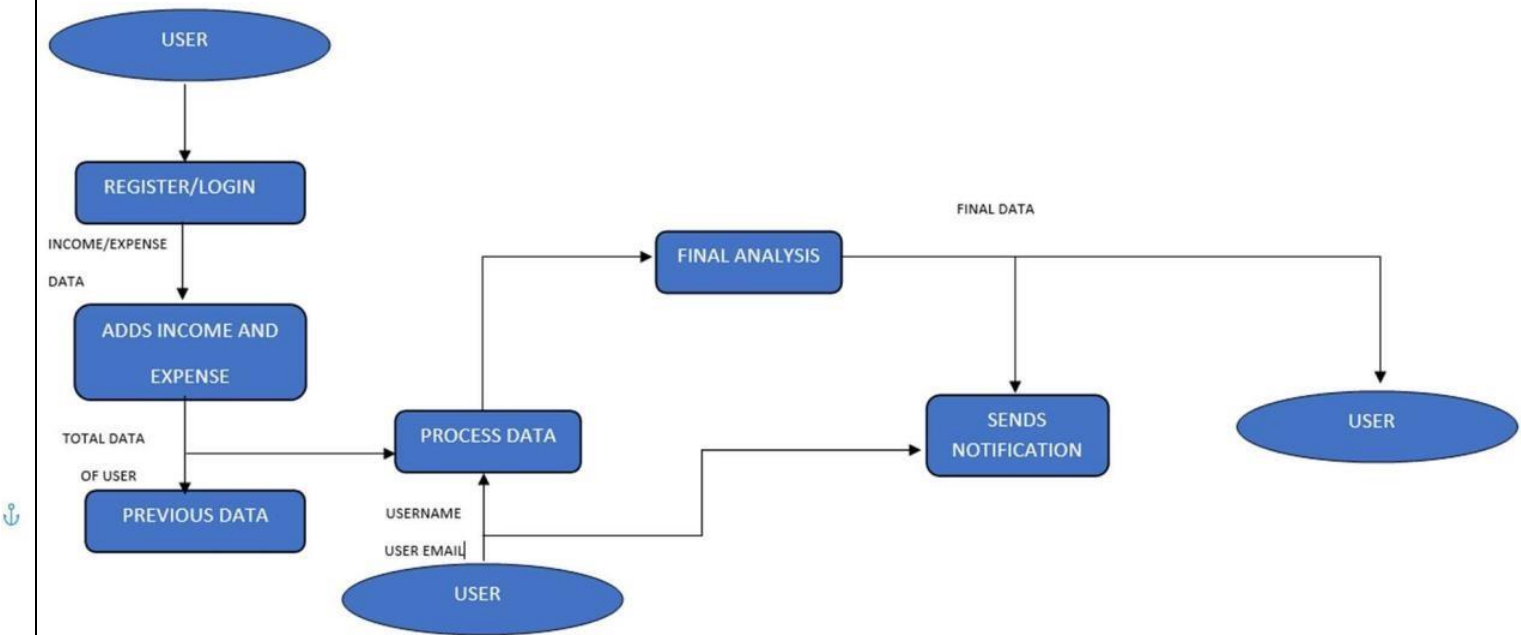 USER
REGISTER/LOGIN
INCOME/EXPENSE
DATA
ADDS INCOME AND
EXPENSE
TOTAL DATA
OF USER
PREVIOUS DATA
PROCESS DATA
USERNAME
USER EMAIL
USER
FINAL ANALYSIS
FINAL DATA
SENDS
NOTIFICATION
USER